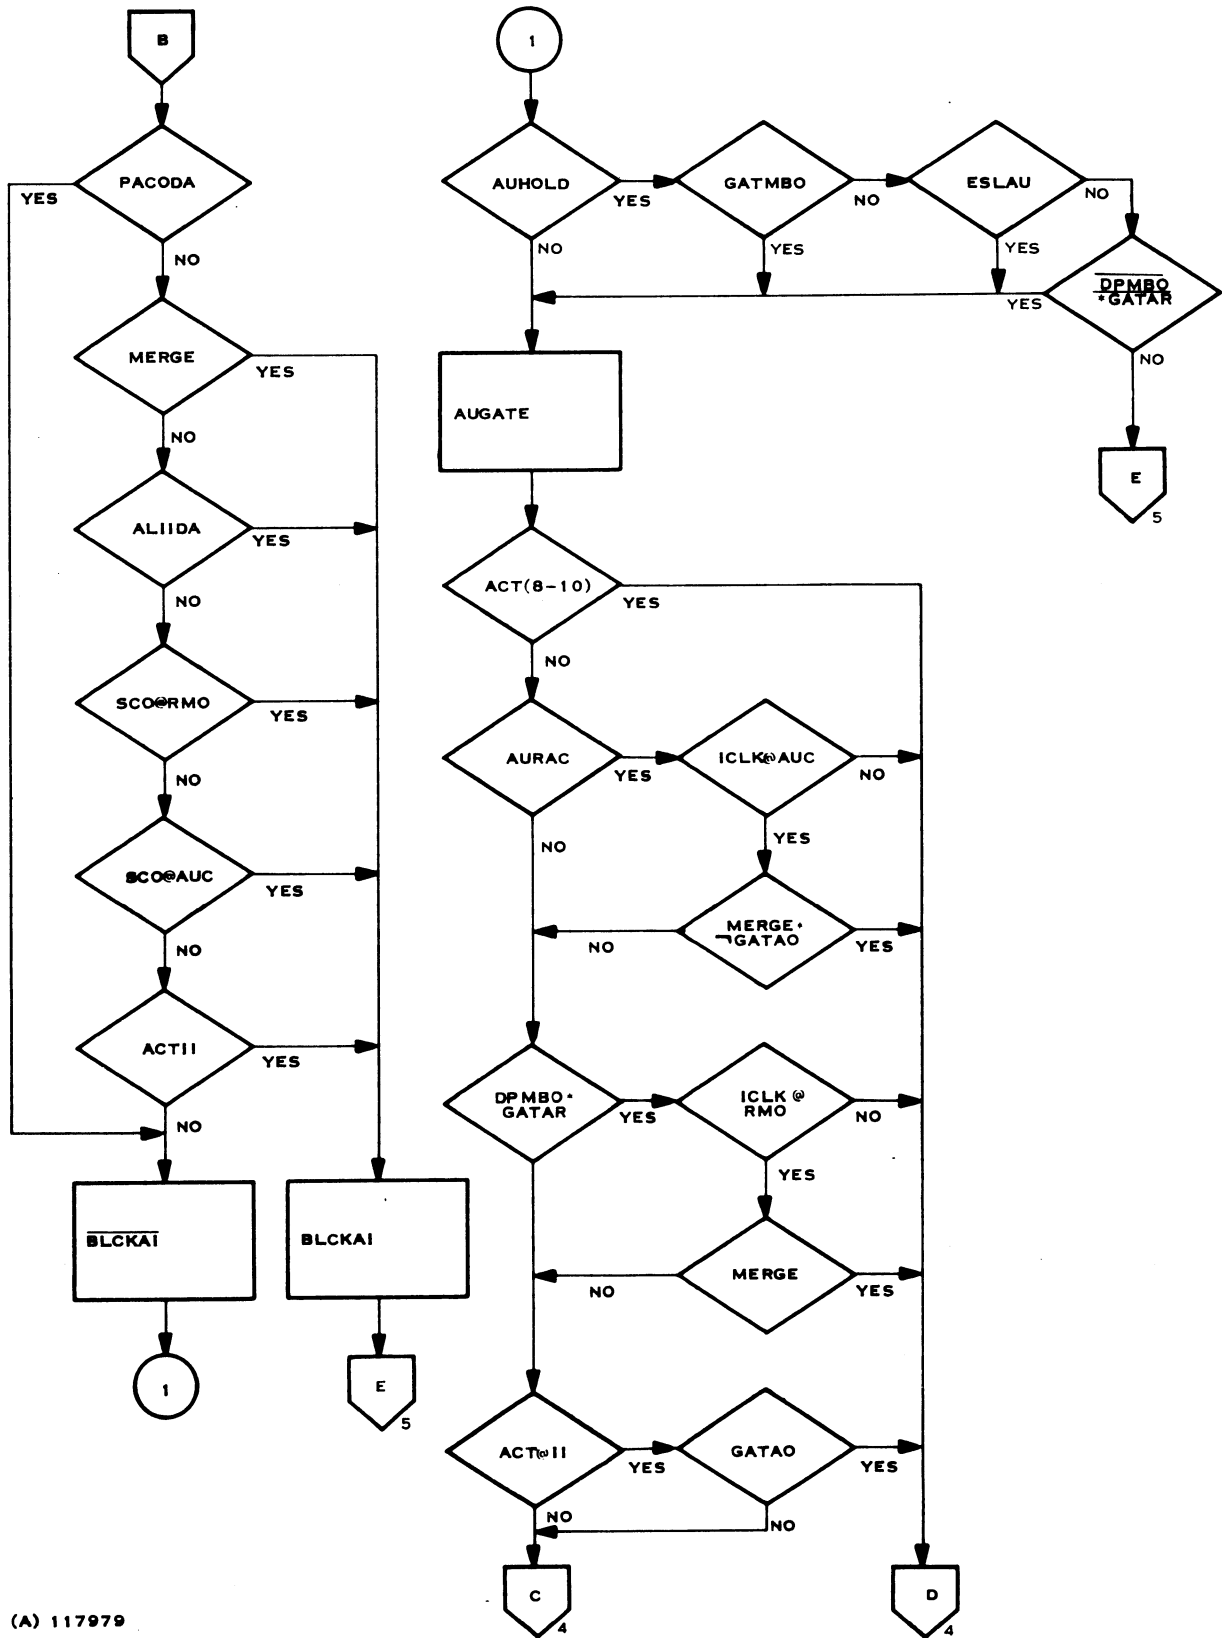 B
PACODA
YES
NO
MERGE
YES
NO
ALIIDA
YES
NO
SCO@RMO
YES
NO
SCO@AUC
YES
NO
ACTII
YES
NO
BLCKAI
BLCKAI
1
E
5
1
AUHOLD
YES
NO
GATMBO
NO
YES
ESLAU
NO
YES
DPMBO
*GATAR
YES
NO
E
5
AUGATE
ACT(8-10)
YES
NO
AURAC
YES
NO
ICLK@AUC
NO
YES
MERGE*
¬GATAO
NO
YES
DPMBO*
GATAR
YES
ICLK @
RMO
NO
YES
MERGE
NO
YES
ACT@II
YES
NO
GATAO
YES
NO
C
4
D
4
(A) 117979